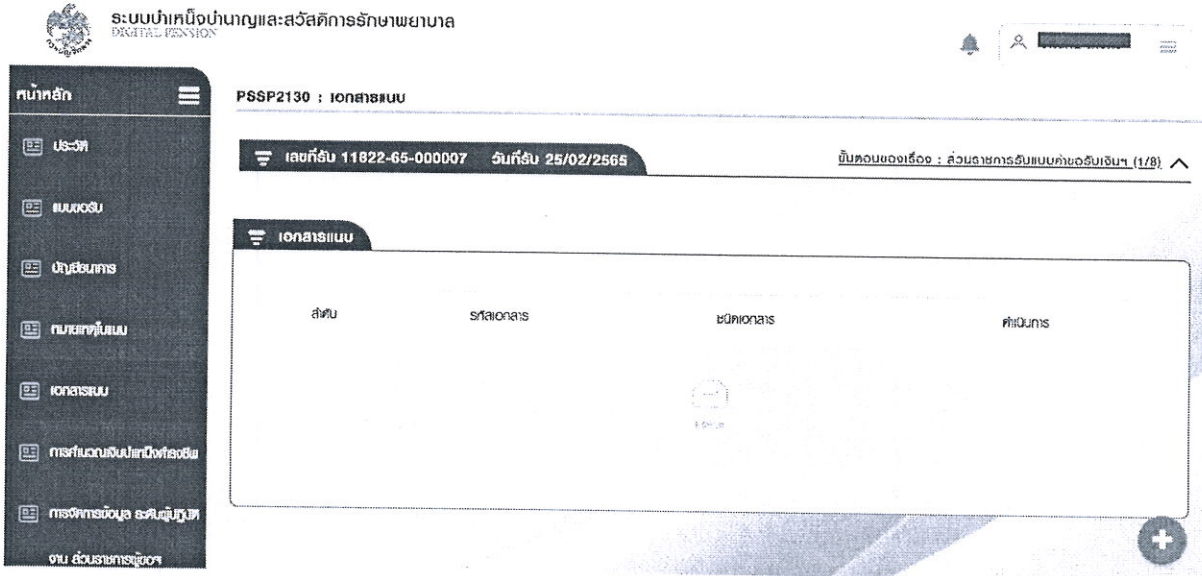 ระบบบำเหน็จบำนาญและสวัสดิการรักษาพยาบาล
DIGITAL PENSION
หน้าหลัก
PSSP2130 : เอกสารแนบ
ประวัติ
เลขที่รับ 11822-65-000007 วันที่รับ 25/02/2565
ขั้นตอนของเรื่อง : ส่วนราชการรับแบบคำขอรับเงินฯ (1/8)
แบบขอรับ
เอกสารแนบ
บัญชีธนาคาร
ลำดับ รหัสเอกสาร ชนิดเอกสาร ดำเนินการ
หมายเหตุในแบบ
เอกสารแนบ
การคำนวณเงินบำเหน็จดำรงชีพ
การจัดการข้อมูล ระดับผู้ปฏิบัติ
งาน ส่วนราชการผู้ขอฯ